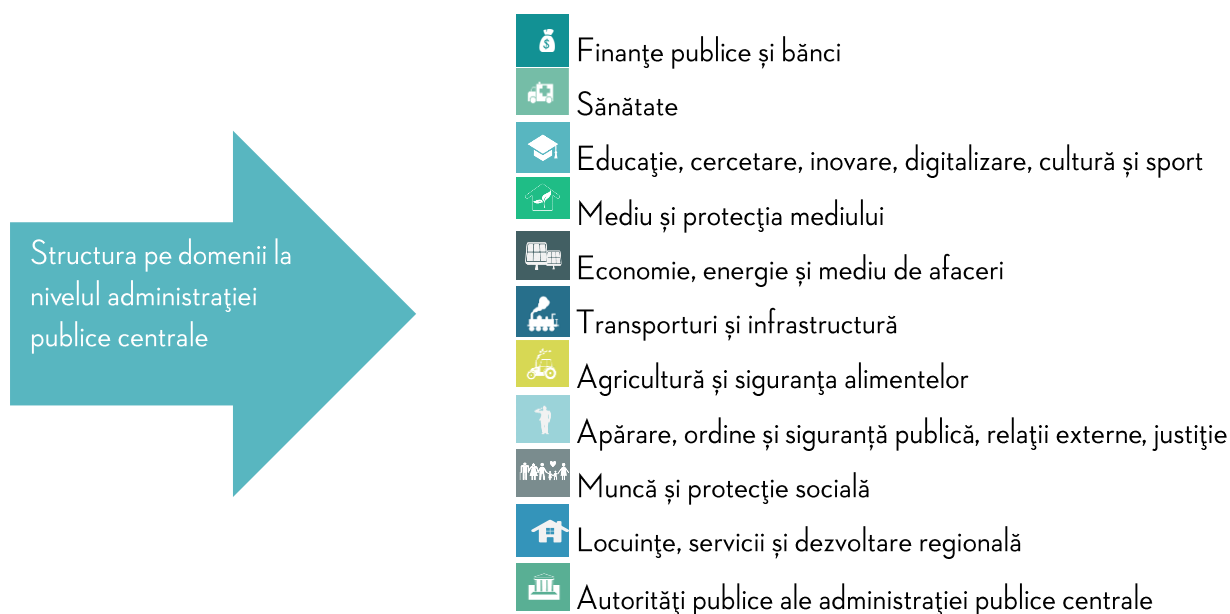 Structura pe domenii la
nivelul administraţiei
publice centrale
Finanţe publice și bănci
Sănătate
Educaţie, cercetare, inovare, digitalizare, cultură și sport
Mediu și protecţia mediului
Economie, energie și mediu de afaceri
Transporturi și infrastructură
Agricultură și siguranţa alimentelor
Apărare, ordine și siguranță publică, relaţii externe, justiţie
Muncă și protecţie socială
Locuinţe, servicii și dezvoltare regională
Autorităţi publice ale administraţiei publice centrale